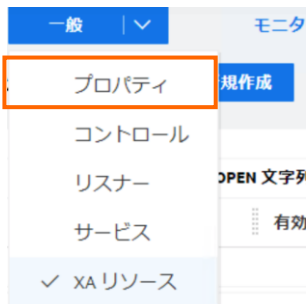 一般
モニタ
プロパティ
規作成
コントロール
リスナー
OPEN 文字列
サービス
有効
✓ XA リソース